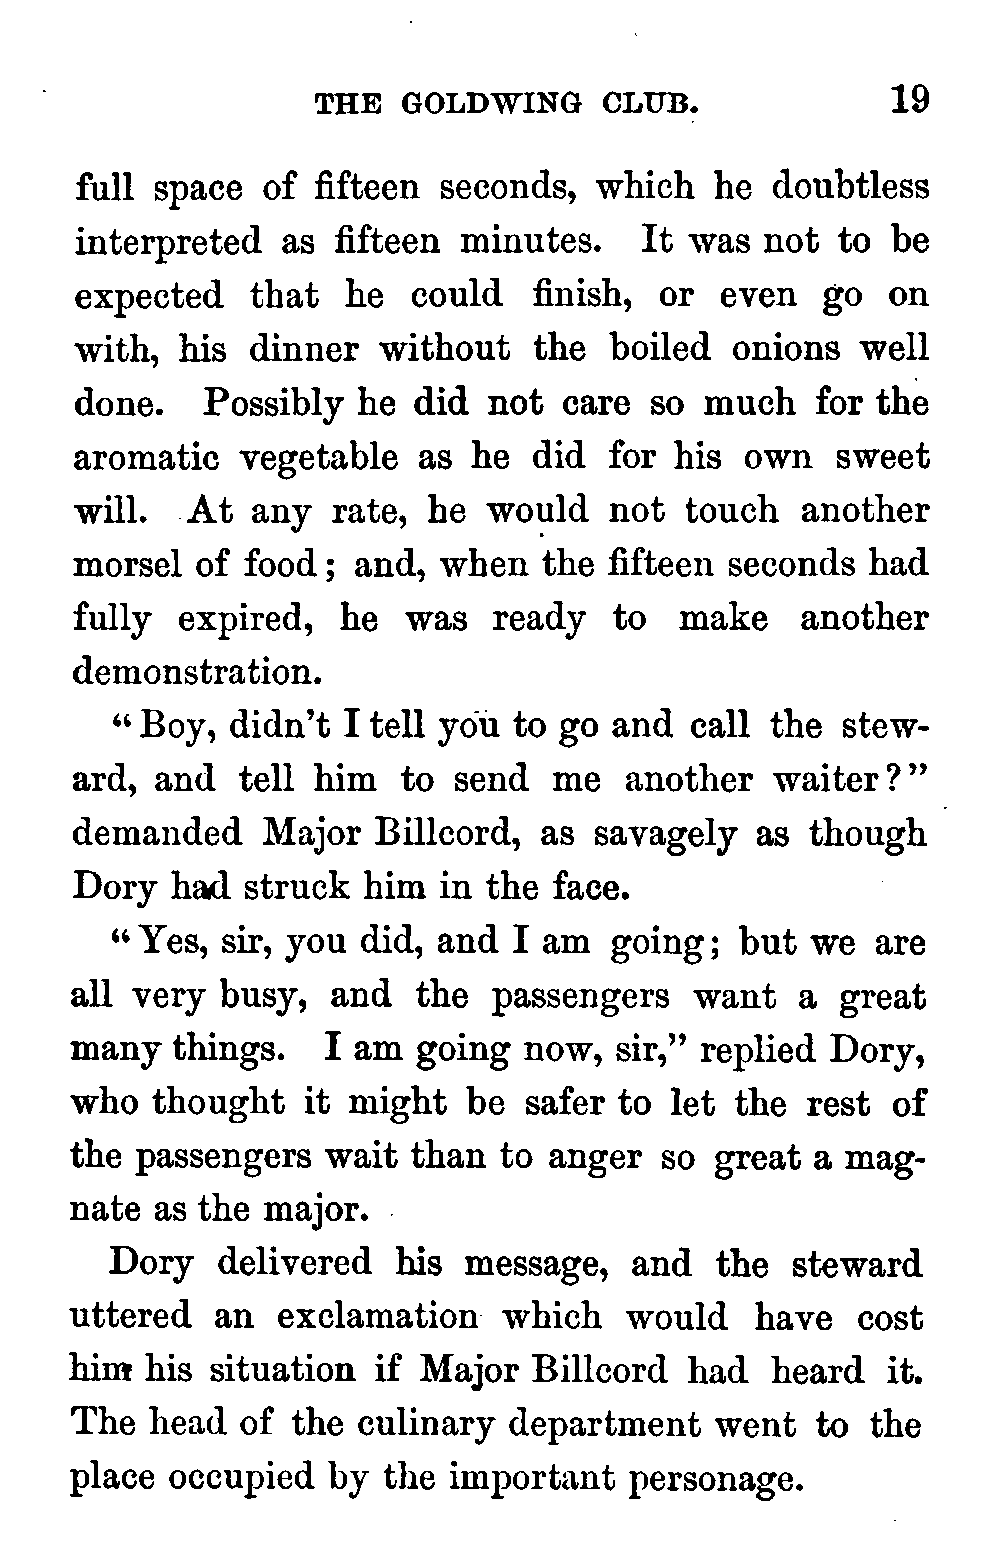 THE GOLDWING CLUB. 19
full space of fifteen seconds, which he doubtless
interpreted as fifteen minutes. It was not to be
expected that he could finish, or even go on
with, his dinner without the boiled onions well
done. Possibly he did not care so much for the
aromatic vegetable as he did for his own sweet
will. At any rate, he would not touch another
morsel of food; and, when the fifteen seconds had
fully expired, he was ready to make another
demonstration.
“Boy, didn’t I tell you to go and call the stew-
ard, and tell him to send me another waiter?”
demanded Major Billcord, as savagely as though
Dory had struck him in the face.
“Yes, sir, you did, and I am going; but we are
all very busy, and the passengers want a great
many things. I am going now, sir,” replied Dory,
who thought it might be safer to let the rest of
the passengers wait than to anger so great a mag-
nate as the major.
Dory delivered his message, and the steward
uttered an exclamation which would have cost
him his situation if Major Billcord had heard it.
The head of the culinary department went to the
place occupied by the important personage.